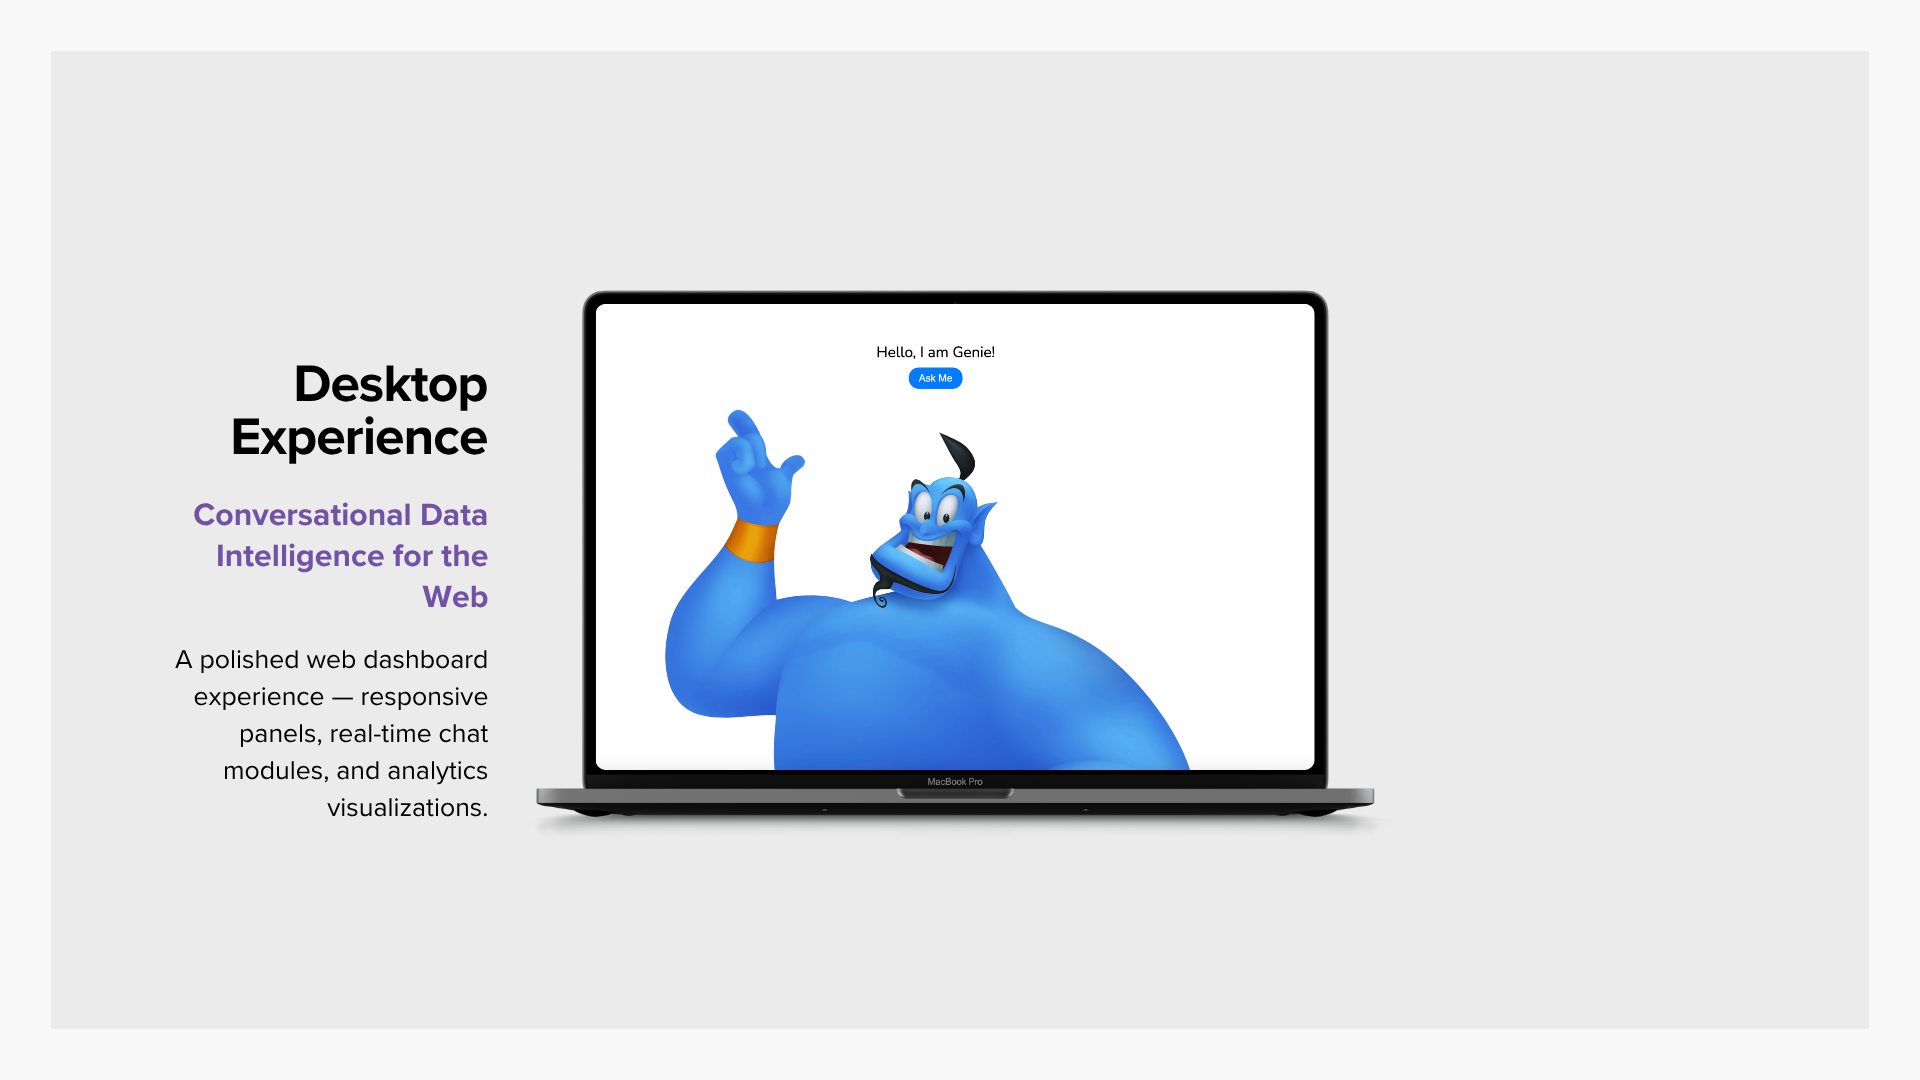 Desktop
Experience
Conversational Data
Intelligence for the
Web
A polished web dashboard
experience — responsive
panels, real-time chat
modules, and analytics
visualizations.
Hello, I am Genie!
Ask Me
MacBook Pro